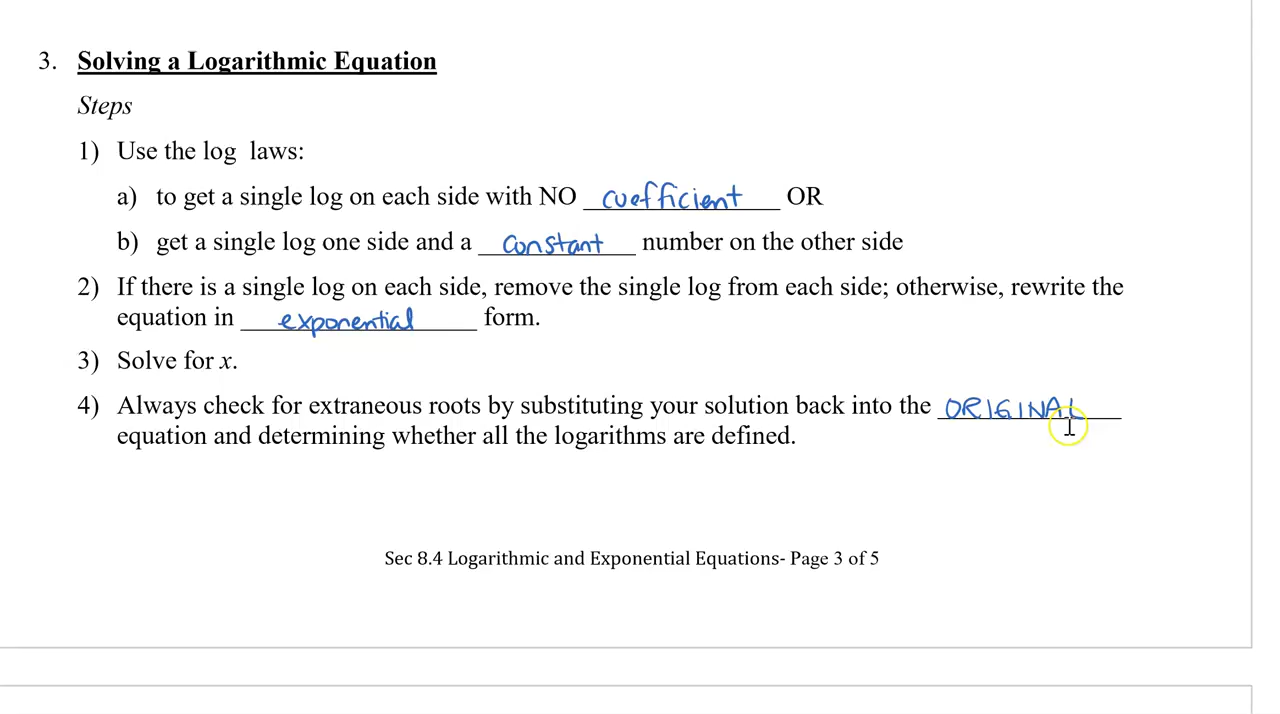 3. Solving a Logarithmic Equation
Steps
1) Use the log laws:
a) to get a single log on each side with NO coefficient OR
b) get a single log one side and a constant number on the other side
2) If there is a single log on each side, remove the single log from each side; otherwise, rewrite the
equation in exponential form.
3) Solve for x.
4) Always check for extraneous roots by substituting your solution back into the ORIGINAL
equation and determining whether all the logarithms are defined.
Sec 8.4 Logarithmic and Exponential Equations- Page 3 of 5